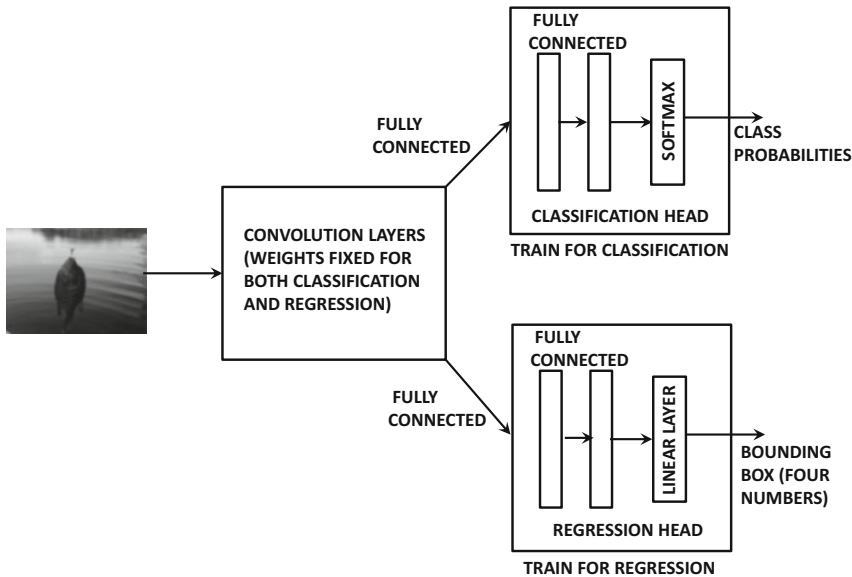 FULLY
CONNECTED
SOFTMAX
CLASSIFICATION HEAD
TRAIN FOR CLASSIFICATION
CLASS
PROBABILITIES
FULLY
CONNECTED
CONVOLUTION LAYERS
(WEIGHTS FIXED FOR
BOTH CLASSIFICATION
AND REGRESSION)
FULLY
CONNECTED
FULLY
CONNECTED
LINEAR LAYER
REGRESSION HEAD
TRAIN FOR REGRESSION
BOUNDING
BOX (FOUR
NUMBERS)